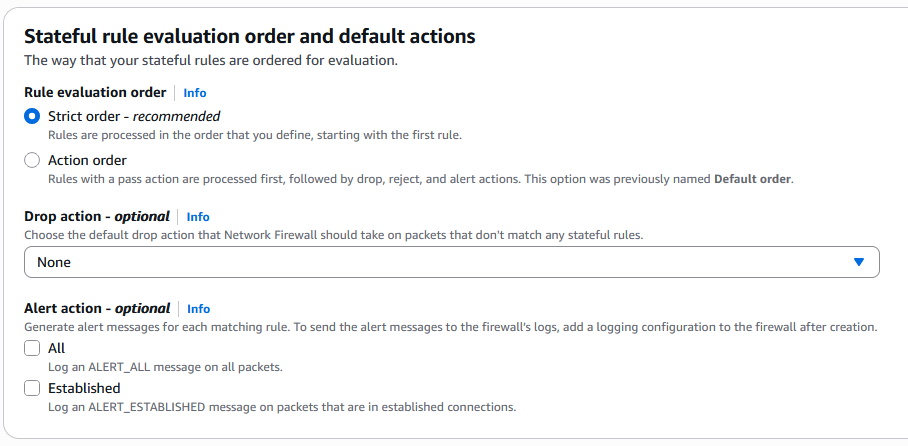 Stateful rule evaluation order and default actions
The way that your stateful rules are ordered for evaluation.
Rule evaluation order Info
Strict order - recommended
Rules are processed in the order that you define, starting with the first rule.
Action order
Rules with a pass action are processed first, followed by drop, reject, and alert actions. This option was previously named Default order.
Drop action - optional Info
Choose the default drop action that Network Firewall should take on packets that don't match any stateful rules.
None
Alert action - optional Info
Generate alert messages for each matching rule. To send the alert messages to the firewall's logs, add a logging configuration to the firewall after creation.
All
Log an ALERT_ALL message on all packets.
Established
Log an ALERT_ESTABLISHED message on packets that are in established connections.